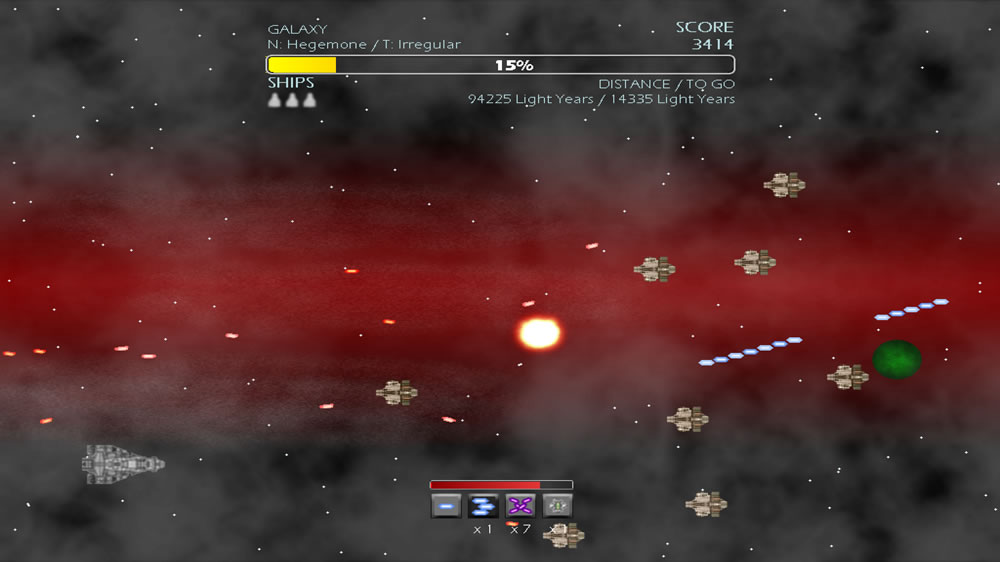 GALAXY
N: Hegemone / T: Irregular
SCORE
3414
15%
SHIPS
DISTANCE / TO GO
94225 Light Years / 14335 Light Years
x 1 x 7